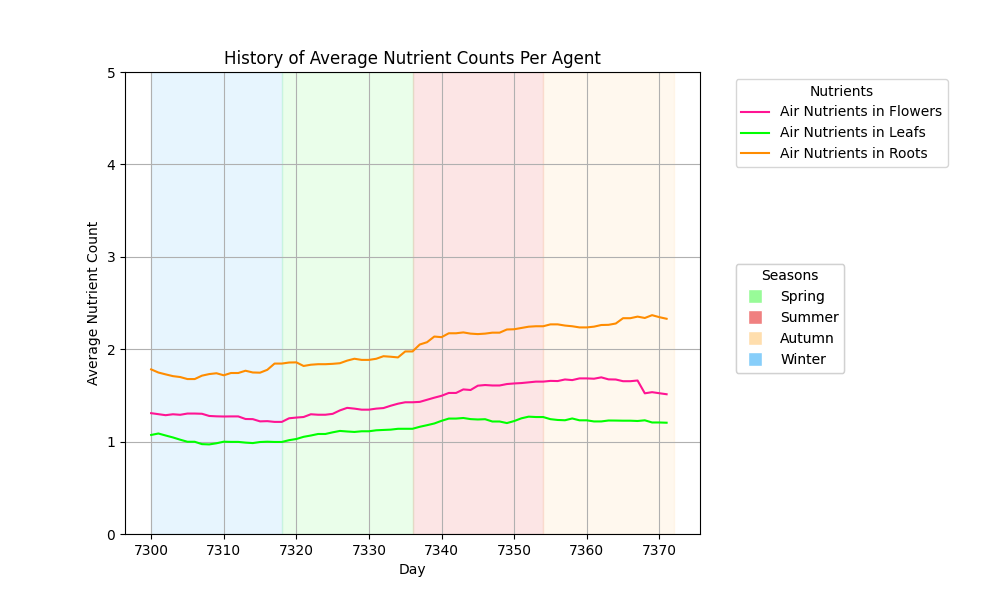 History of Average Nutrient Counts Per Agent
5
4
3
2
1
0
Average Nutrient Count
7300 7310 7320 7330 7340 7350 7360 7370
Day
Nutrients
Air Nutrients in Flowers
Air Nutrients in Leafs
Air Nutrients in Roots
Seasons
Spring
Summer
Autumn
Winter